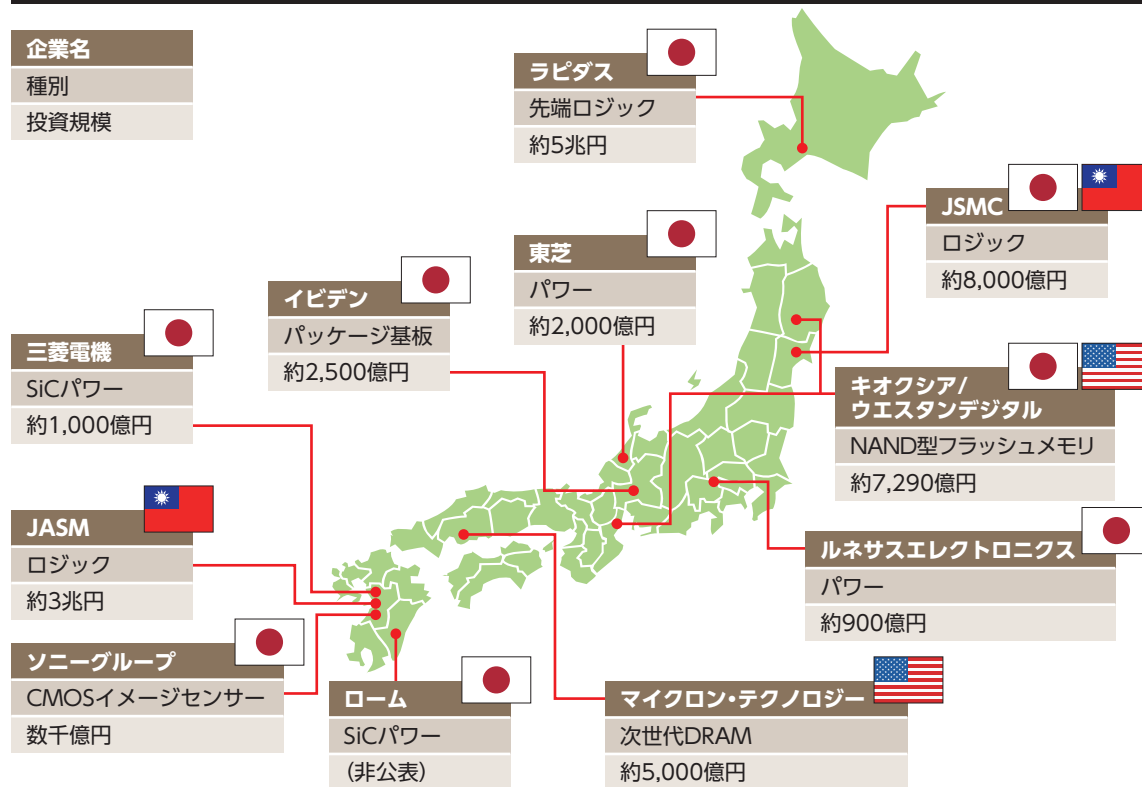 企業名
種別
投資規模
ラピダス
先端ロジック
約5兆円
JSMC
ロジック
約8,000億円
東芝
パワー
約2,000億円
イビデン
パッケージ基板
約2,500億円
三菱電機
SiCパワー
約1,000億円
キオクシア/
ウエスタンデジタル
NAND型フラッシュメモリ
約7,290億円
JASM
ロジック
約3兆円
ルネサスエレクトロニクス
パワー
約900億円
ソニーグループ
CMOSイメージセンサー
数千億円
ローム
SiCパワー
(非公表)
マイクロン・テクノロジー
次世代DRAM
約5,000億円